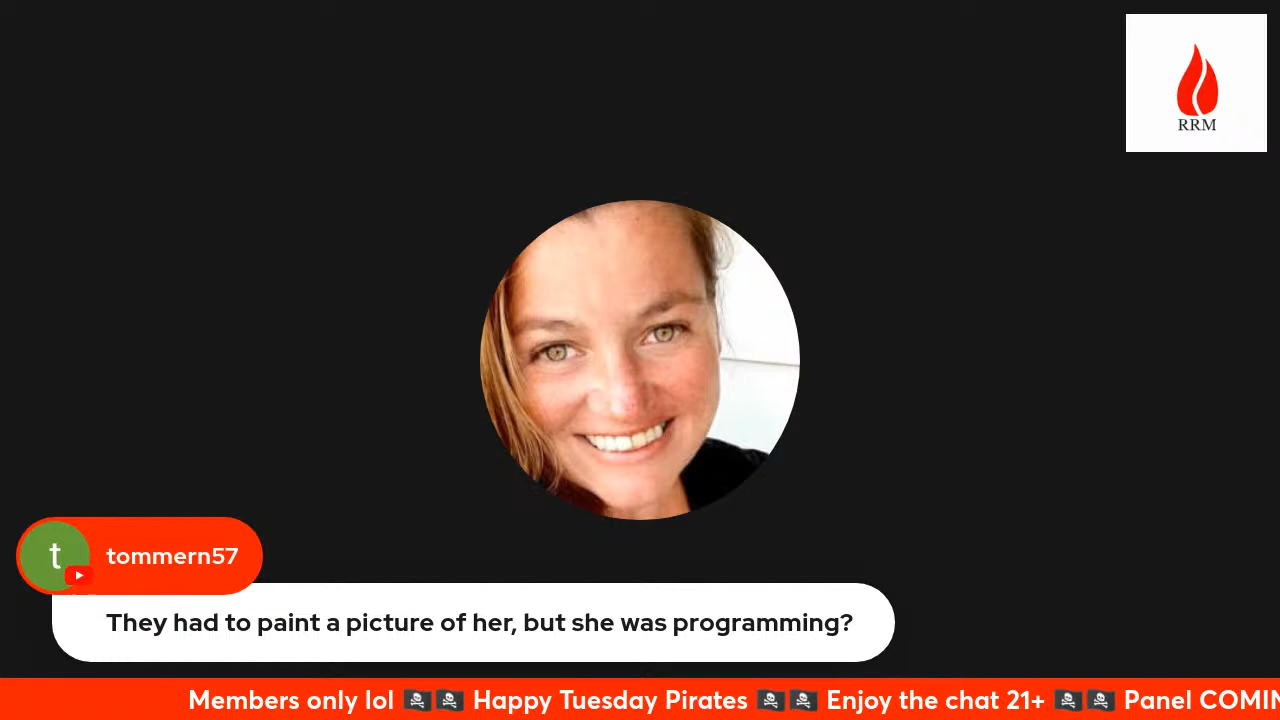 RRM
t
tommern57
They had to paint a picture of her, but she was programming?
Members only lol 🏴‍☠️🏴‍☠️ Happy Tuesday Pirates 🏴‍☠️🏴‍☠️ Enjoy the chat 21+ 🏴‍☠️🏴‍☠️ Panel COMIN